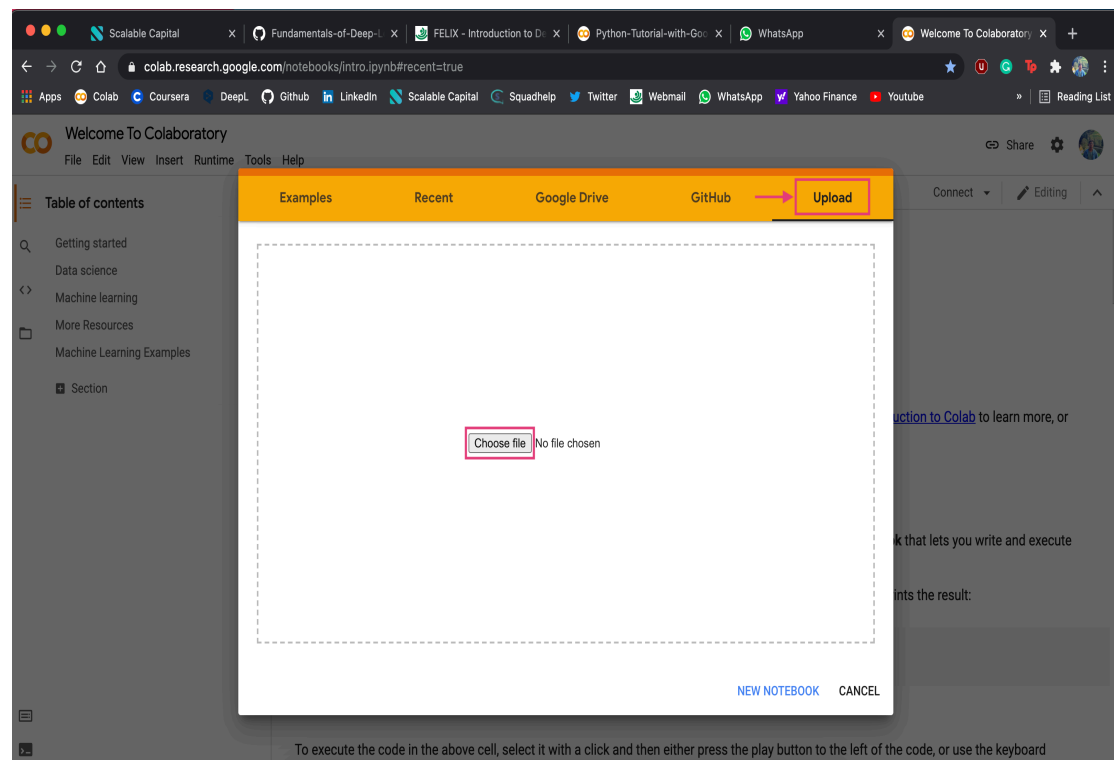 Scalable Capital
Fundamentals-of-Deep-L
FELIX - Introduction to De
Python-Tutorial-with-Goo
WhatsApp
Welcome To Colaboratory
colab.research.google.com/notebooks/intro.ipynb#recent=true
Apps Colab Coursera DeepL Github LinkedIn Scalable Capital Squadhelp Twitter Webmail WhatsApp Yahoo Finance Youtube » Reading List
Welcome To Colaboratory
File Edit View Insert Runtime Tools Help
Share
Connect Editing
Table of contents
Getting started
Data science
Machine learning
More Resources
Machine Learning Examples
Section
Examples Recent Google Drive GitHub Upload
Choose file No file chosen
NEW NOTEBOOK CANCEL
uction to Colab to learn more, or
k that lets you write and execute
ints the result:
To execute the code in the above cell, select it with a click and then either press the play button to the left of the code, or use the keyboard